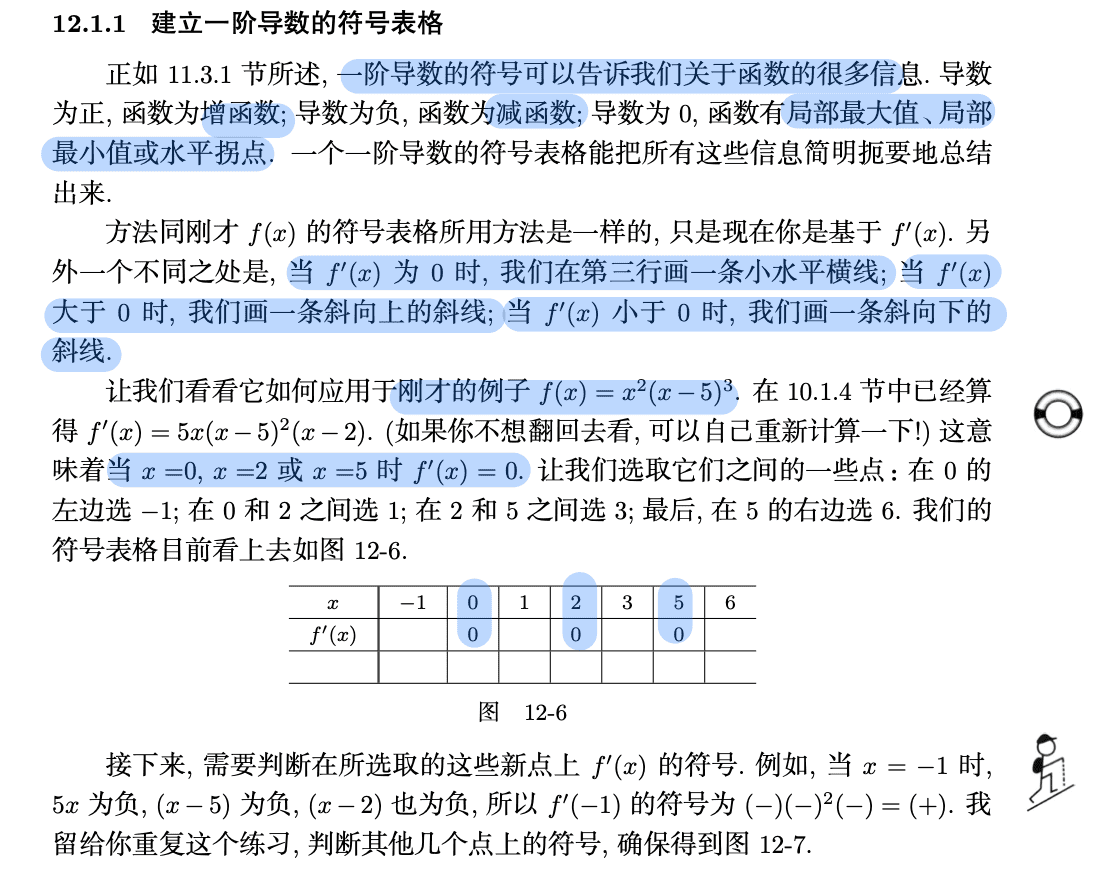 12.1.1 建立一阶导数的符号表格
正如 11.3.1 节所述, 一阶导数的符号可以告诉我们关于函数的很多信息. 导数
为正, 函数为增函数; 导数为负, 函数为减函数; 导数为 0, 函数有局部最大值、局部
最小值或水平拐点. 一个一阶导数的符号表格能把所有这些信息简明扼要地总结
出来.
方法同刚才 f(x) 的符号表格所用方法是一样的, 只是现在你是基于 f′(x). 另
外一个不同之处是, 当 f′(x) 为 0 时, 我们在第三行画一条小水平横线; 当 f′(x)
大于 0 时, 我们画一条斜向上的斜线; 当 f′(x) 小于 0 时, 我们画一条斜向下的
斜线.
让我们看看它如何应用于刚才的例子 f(x) = x²(x − 5)³. 在 10.1.4 节中已经算
得 f′(x) = 5x(x − 5)²(x − 2). (如果你不想翻回去看, 可以自己重新计算一下!) 这意
味着当 x =0, x =2 或 x =5 时 f′(x) = 0. 让我们选取它们之间的一些点 : 在 0 的
左边选 −1; 在 0 和 2 之间选 1; 在 2 和 5 之间选 3; 最后, 在 5 的右边选 6. 我们的
符号表格目前看上去如图 12-6.
x −1 0 1 2 3 5 6
f′(x) 0 0 0
图 12-6
接下来, 需要判断在所选取的这些新点上 f′(x) 的符号. 例如, 当 x = −1 时,
5x 为负, (x − 5) 为负, (x − 2) 也为负, 所以 f′(−1) 的符号为 (−)(−)²(−) = (+). 我
留给你重复这个练习, 判断其他几个点上的符号, 确保得到图 12-7.